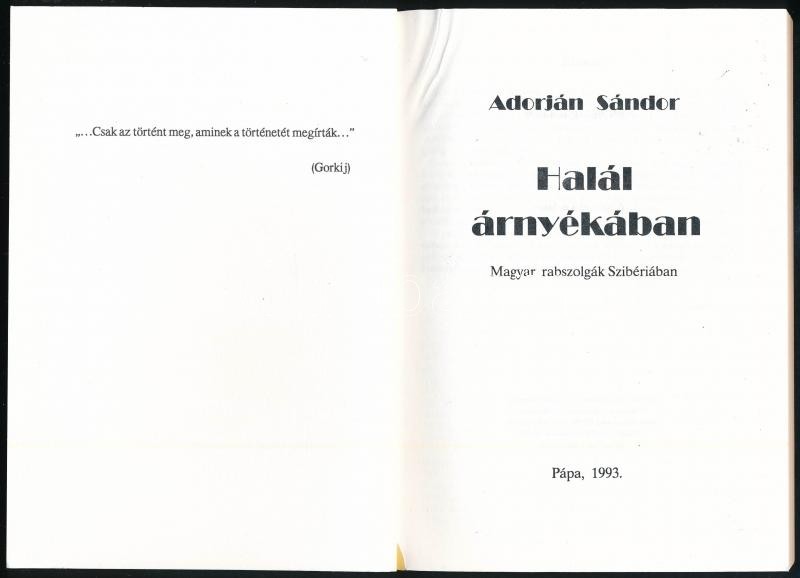 „...Csak az történt meg, aminek a történetét megírták...”
(Gorkij)
Adorján Sándor
Halál
árnyékában
Magyar rabszolgák Szibériában
Pápa, 1993.